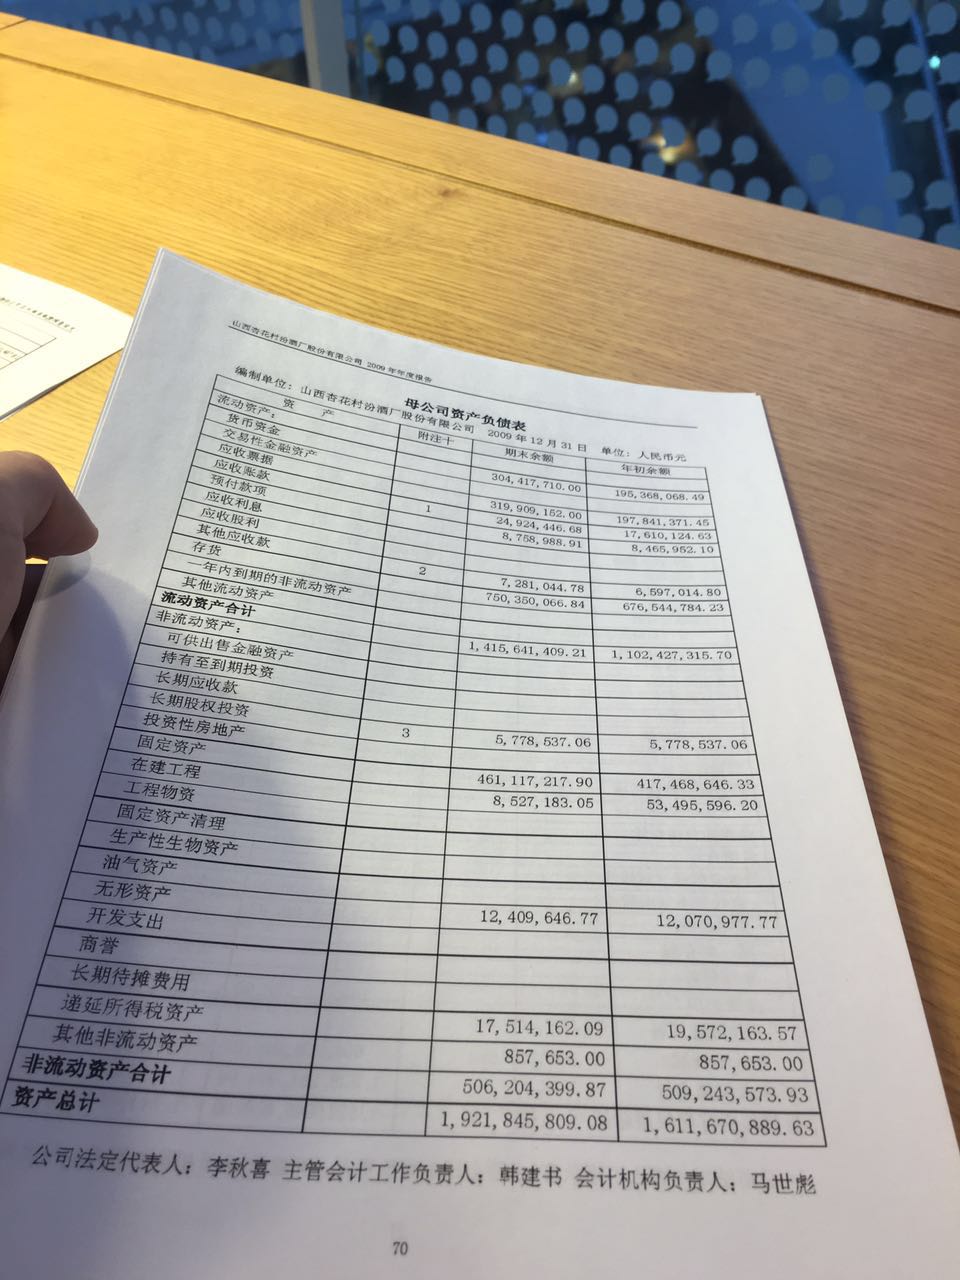 山西杏花村汾酒厂股份有限公司 2009 年年度报告
母公司资产负债表
编制单位：山西杏花村汾酒厂股份有限公司 2009 年 12 月 31 日 单位：人民币元
资 产 附注十 期末余额 年初余额
流动资产：
货币资金 304,417,710.00 195,368,068.49
交易性金融资产
应收票据 319,909,152.00 197,841,371.45
应收账款 1 24,924,446.68 17,610,124.63
预付款项 8,758,988.91 8,465,952.10
应收利息
应收股利
其他应收款 2 7,281,044.78 6,597,014.80
存货 750,350,066.84 676,544,784.23
一年内到期的非流动资产
其他流动资产
流动资产合计 1,415,641,409.21 1,102,427,315.70
非流动资产：
可供出售金融资产
持有至到期投资
长期应收款
长期股权投资 3 5,778,537.06 5,778,537.06
投资性房地产
固定资产 461,117,217.90 417,468,646.33
在建工程 8,527,183.05 53,495,596.20
工程物资
固定资产清理
生产性生物资产
油气资产
无形资产 12,409,646.77 12,070,977.77
开发支出
商誉
长期待摊费用
递延所得税资产 17,514,162.09 19,572,163.57
其他非流动资产 857,653.00 857,653.00
非流动资产合计 506,204,399.87 509,243,573.93
资产总计 1,921,845,809.08 1,611,670,889.63
公司法定代表人：李秋喜 主管会计工作负责人：韩建书 会计机构负责人：马世彪
70